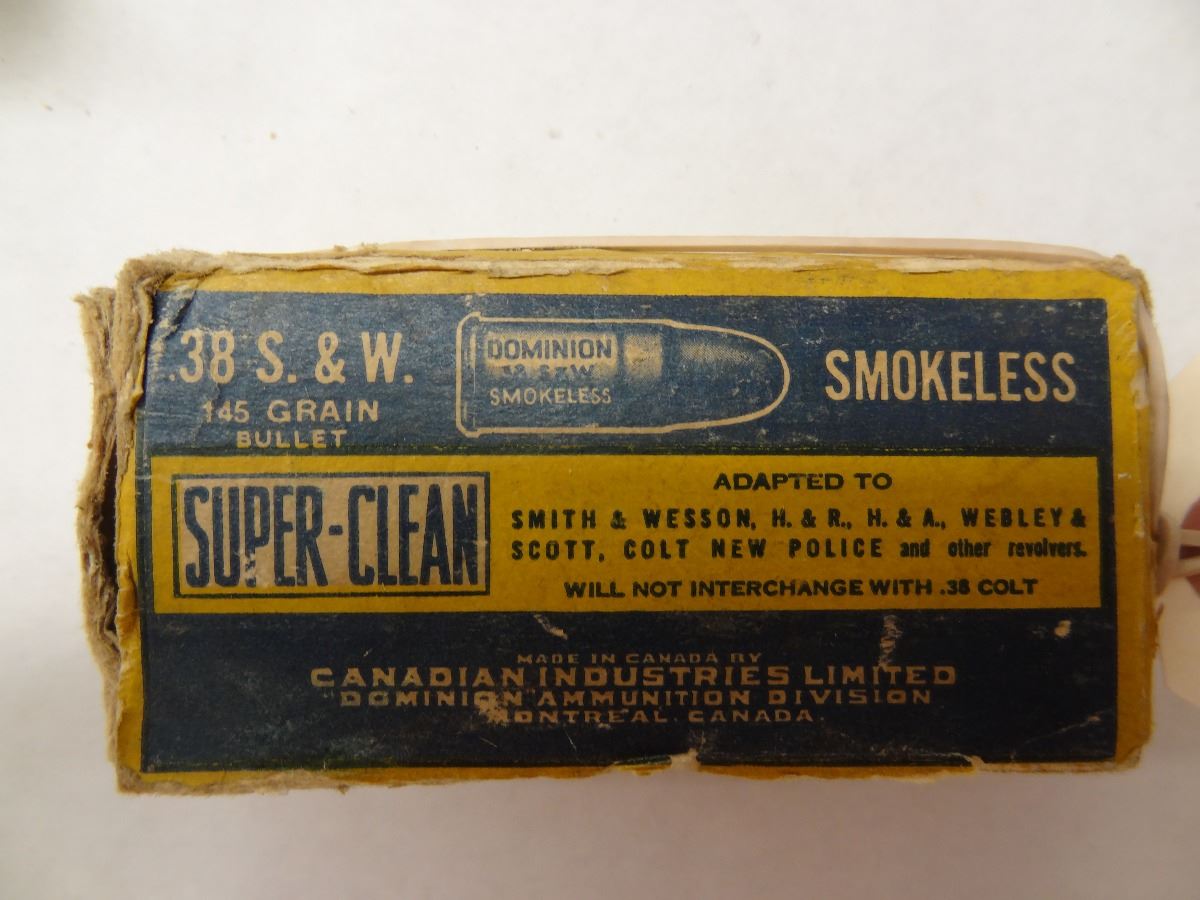 .38 S. & W.
145 GRAIN
BULLET
DOMINION
.38 S&W
SMOKELESS
SMOKELESS
SUPER-CLEAN
ADAPTED TO
SMITH & WESSON, H. & R., H. & A., WEBLEY &
SCOTT, COLT NEW POLICE and other revolvers.
WILL NOT INTERCHANGE WITH .38 COLT
MADE IN CANADA BY
CANADIAN INDUSTRIES LIMITED
DOMINION AMMUNITION DIVISION
MONTREAL. CANADA.